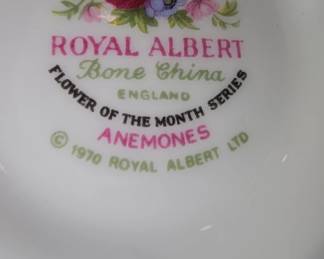 ROYAL ALBERT
Bone China
ENGLAND
FLOWER OF THE MONTH SERIES
ANEMONES
© 1970 ROYAL ALBERT LTD